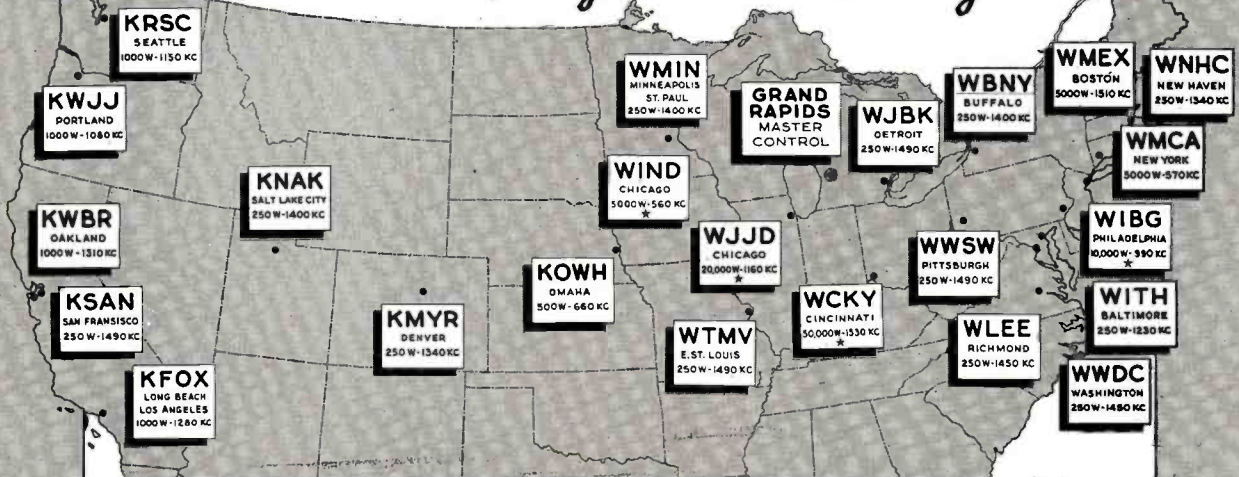 KRSC
SEATTLE
1000W-1150 KC
KWJJ
PORTLAND
1000W-1080 KC
KNAK
SALT LAKE CITY
250W-1400 KC
KWBR
OAKLAND
1000W-1310 KC
KSAN
SAN FRANSISCO
250W-1490 KC
KFOX
LONG BEACH
LOS ANGELES
1000W-1280 KC
KMYR
DENVER
250W-1340 KC
KOWH
OMAHA
500W-660 KC
WMIN
MINNEAPOLIS
ST. PAUL
250W-1400 KC
WIND
CHICAGO
5000W-560 KC
★
GRAND
RAPIDS
MASTER
CONTROL
WJJD
CHICAGO
20,000W-1160 KC
★
WTMV
E.ST. LOUIS
250W-1490 KC
WCKY
CINCINNATI
50,000W-1530 KC
★
WJBK
DETROIT
250W-1490 KC
WBNY
BUFFALO
250W-1400 KC
WWSW
PITTSBURGH
250W-1490 KC
WLEE
RICHMOND
250W-1450 KC
WMEX
BOSTON
5000W-1510 KC
WNHC
NEW HAVEN
250W-1340 KC
WMCA
NEW YORK
5000W-570 KC
WIBG
PHILADELPHIA
10,000W-990 KC
★
WITH
BALTIMORE
250W-1230 KC
WWDC
WASHINGTON
250W-1450 KC